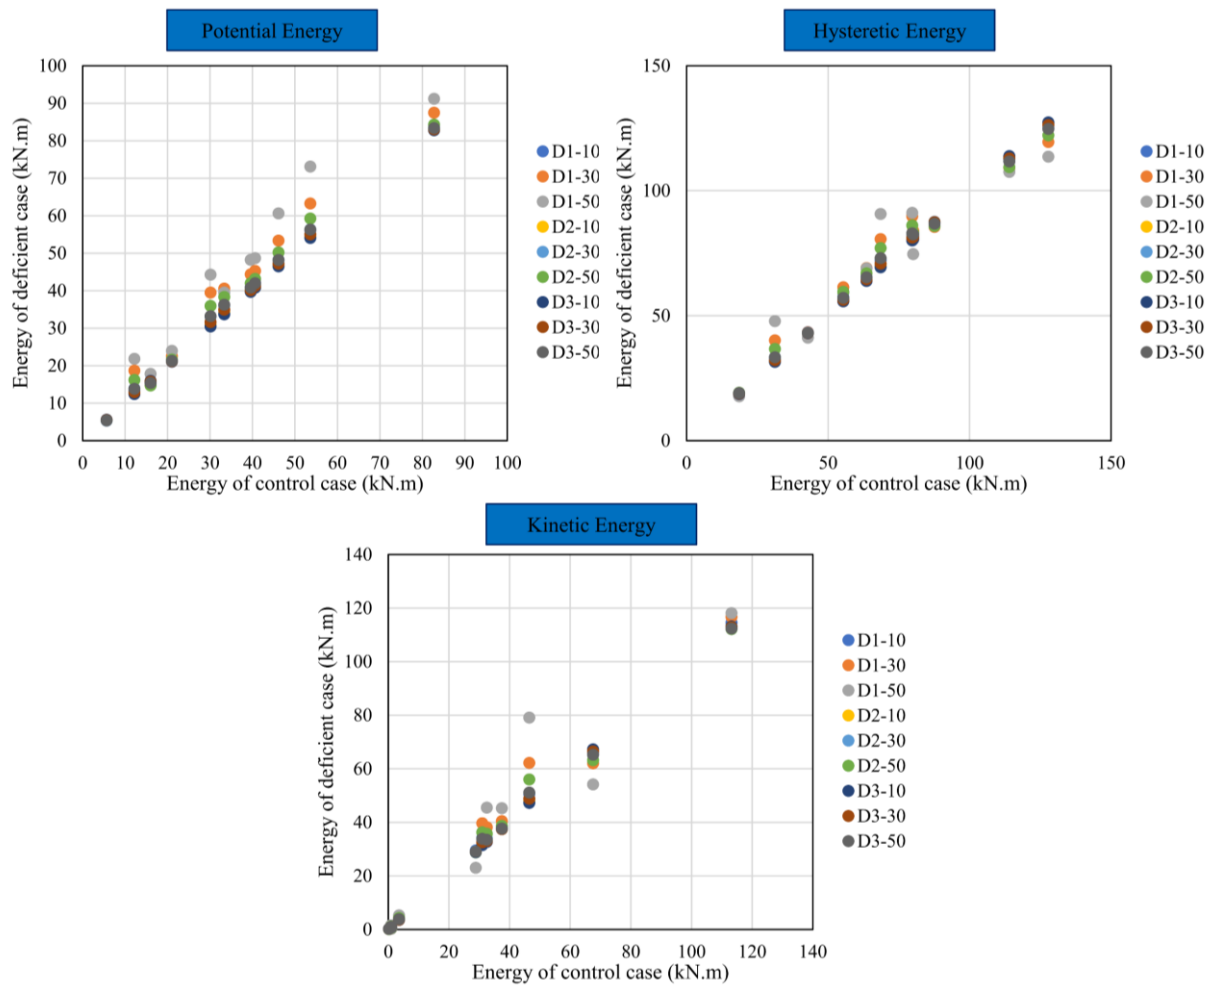 Potential Energy
Energy of deficient case (kN.m)
100
90
80
70
60
50
40
30
20
10
0
0 10 20 30 40 50 60 70 80 90 100
Energy of control case (kN.m)
D1-10
D1-30
D1-50
D2-10
D2-30
D2-50
D3-10
D3-30
D3-50
Hysteretic Energy
Energy of deficient case (kN.m)
150
100
50
0
0 50 100 150
Energy of control case (kN.m)
D1-10
D1-30
D1-50
D2-10
D2-30
D2-50
D3-10
D3-30
D3-50
Kinetic Energy
Energy of deficient case (kN.m)
140
120
100
80
60
40
20
0
0 20 40 60 80 100 120 140
Energy of control case (kN.m)
D1-10
D1-30
D1-50
D2-10
D2-30
D2-50
D3-10
D3-30
D3-50